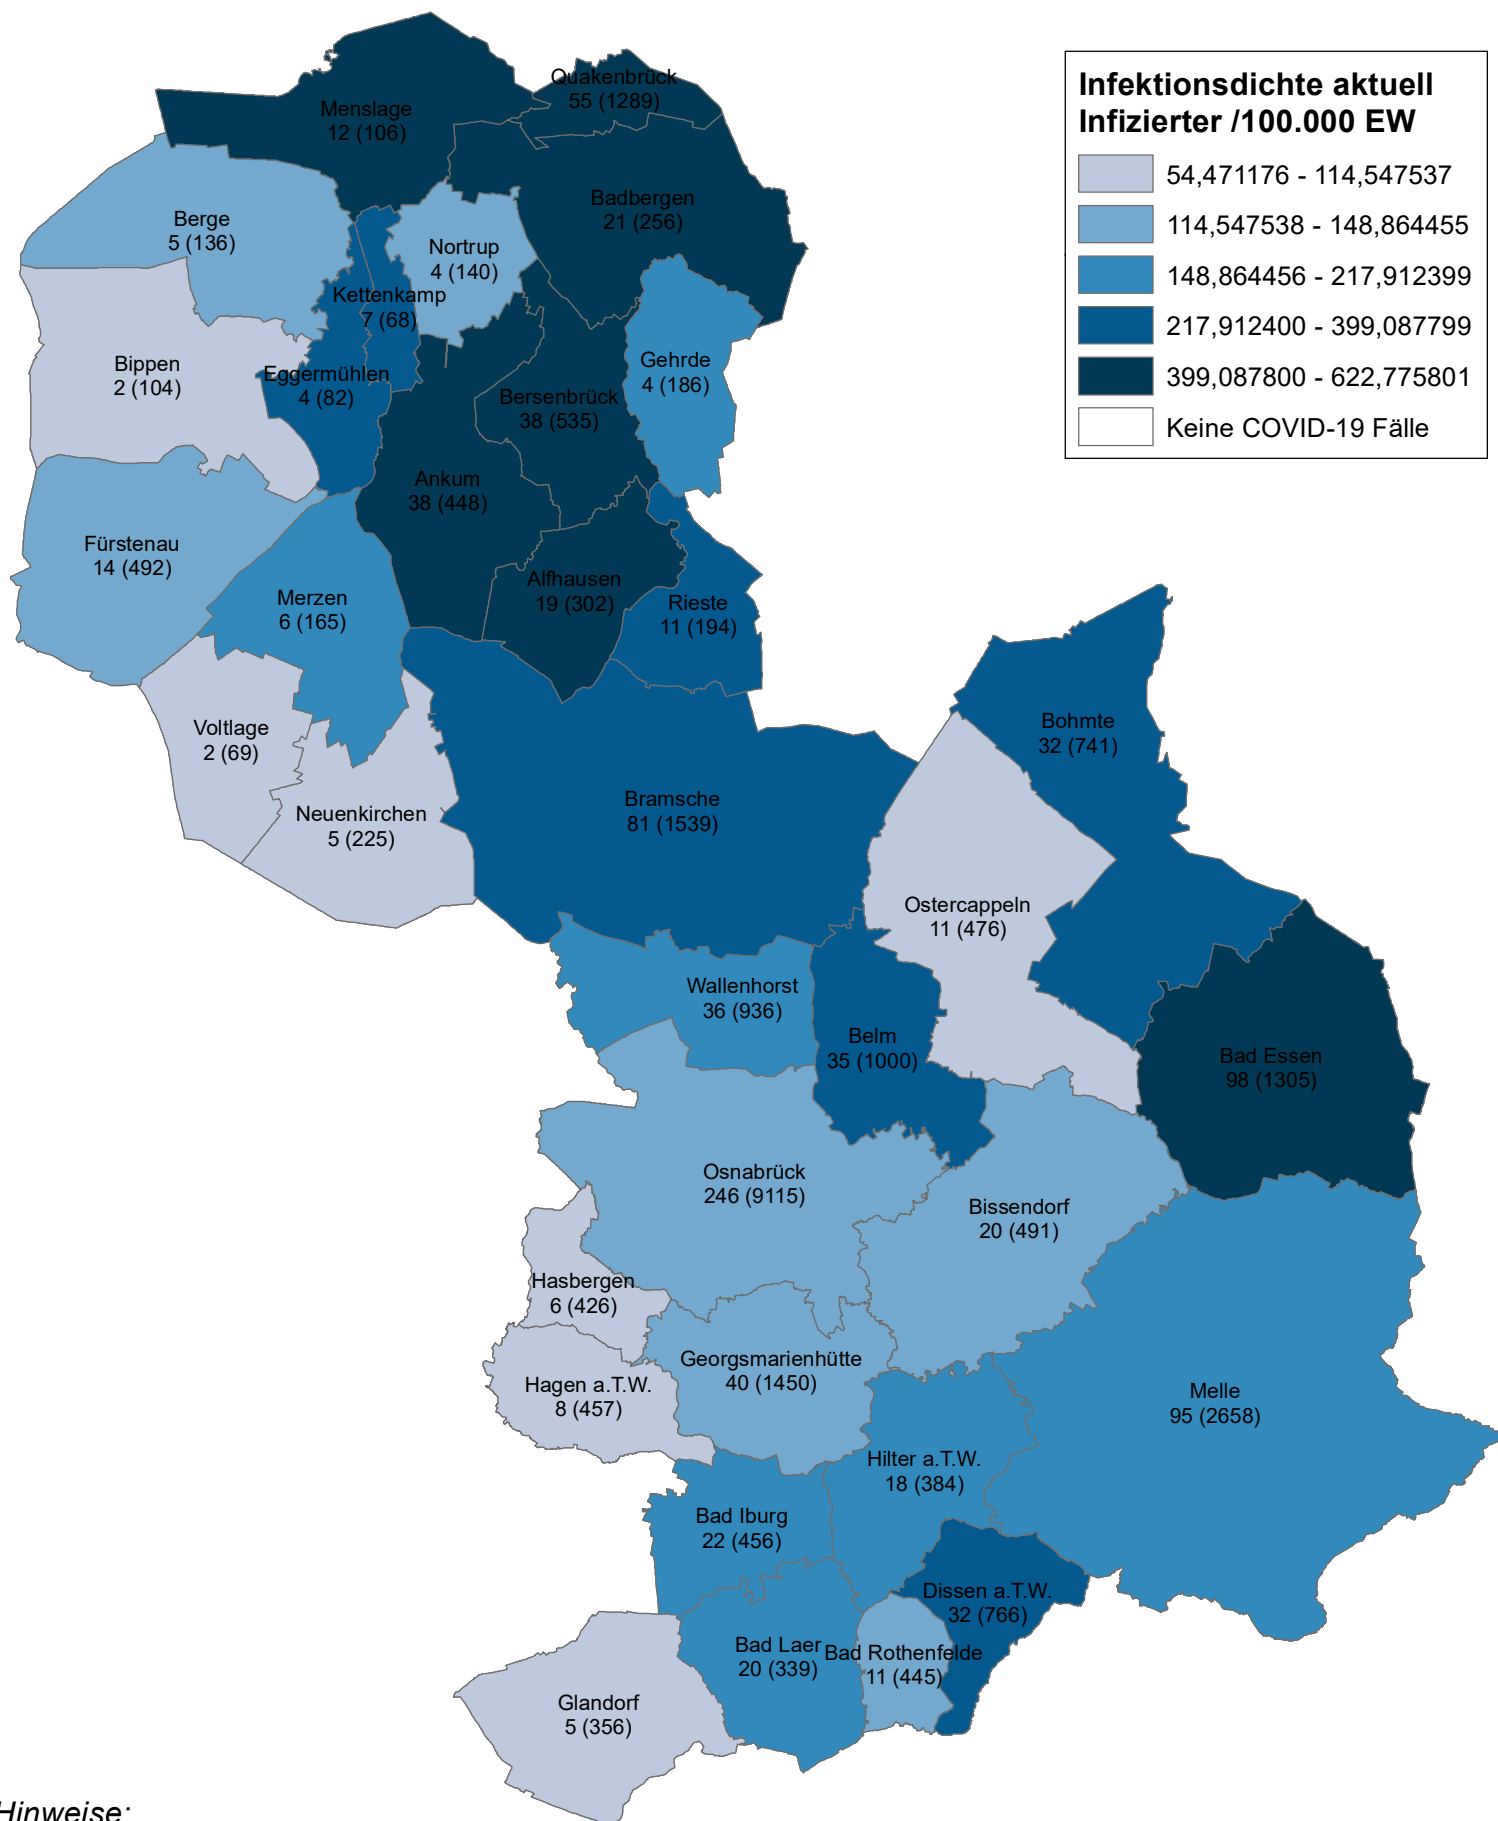 Infektionsdichte aktuell
Infizierter /100.000 EW
54,471176 - 114,547537
114,547538 - 148,864455
148,864456 - 217,912399
217,912400 - 399,087799
399,087800 - 622,775801
Keine COVID-19 Fälle
Quakenbrück
55 (1289)
Menslage
12 (106)
Badbergen
21 (256)
Berge
5 (136)
Nortrup
4 (140)
Kettenkamp
7 (68)
Bippen
2 (104)
Eggermühlen
4 (82)
Gehrde
4 (186)
Bersenbrück
38 (535)
Ankum
38 (448)
Fürstenau
14 (492)
Alfhausen
19 (302)
Merzen
6 (165)
Rieste
11 (194)
Voltlage
2 (69)
Bohmte
32 (741)
Neuenkirchen
5 (225)
Bramsche
81 (1539)
Ostercappeln
11 (476)
Wallenhorst
36 (936)
Belm
35 (1000)
Bad Essen
98 (1305)
Osnabrück
246 (9115)
Bissendorf
20 (491)
Hasbergen
6 (426)
Georgsmarienhütte
40 (1450)
Hagen a.T.W.
8 (457)
Melle
95 (2658)
Hilter a.T.W.
18 (384)
Bad Iburg
22 (456)
Dissen a.T.W.
32 (766)
Bad Laer
20 (339)
Bad Rothenfelde
11 (445)
Glandorf
5 (356)
Hinweise: